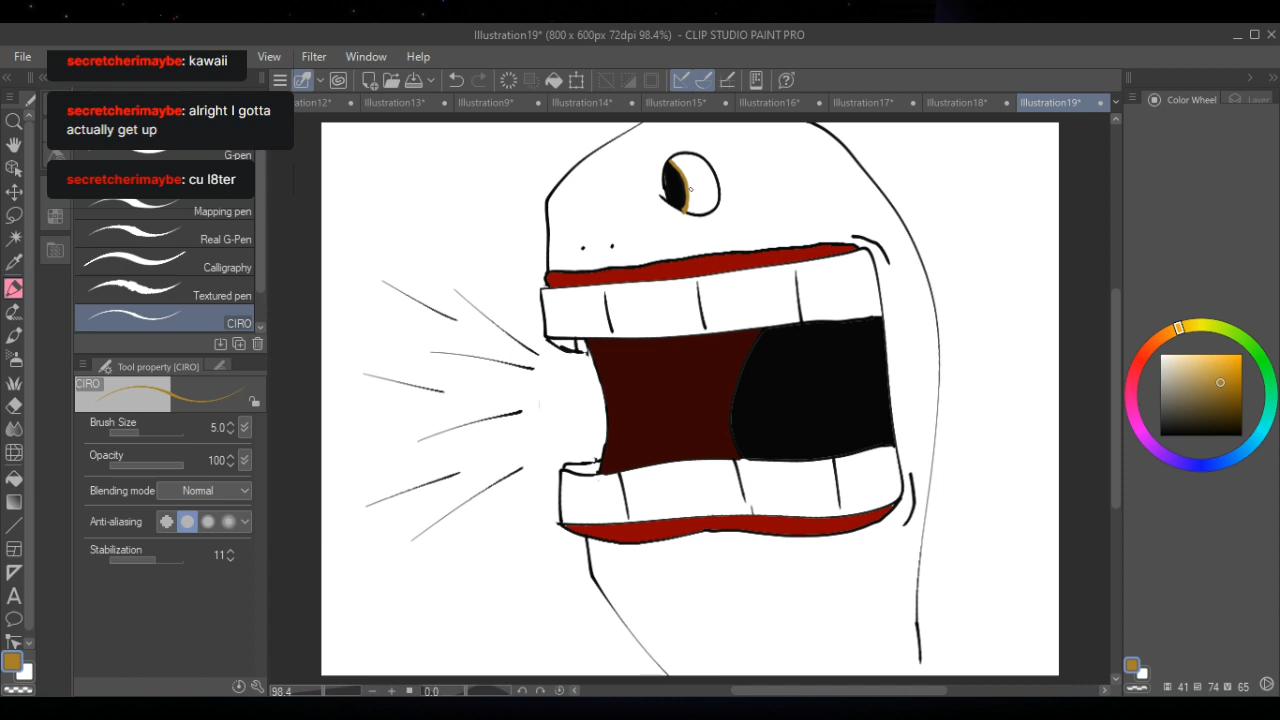 Illustration19* (800 x 600px 72dpi 98.4%) - CLIP STUDIO PAINT PRO
File View Filter Window Help
secretcherimaybe: kawaii
secretcherimaybe: alright I gotta
actually get up
secretcherimaybe: cu l8ter
ation12* Illustration13* Illustration9* Illustration14* Illustration15* Illustration16* Illustration17* Illustration18* Illustration19*
Color Wheel Layer
G-pen
Mapping pen
Real G-Pen
Calligraphy
Textured pen
CIRO
Tool property [CIRO]
CIRO
Brush Size 5.0
Opacity 100
Blending mode Normal
Anti-aliasing
Stabilization 11
98.4 0.0
41 74 65